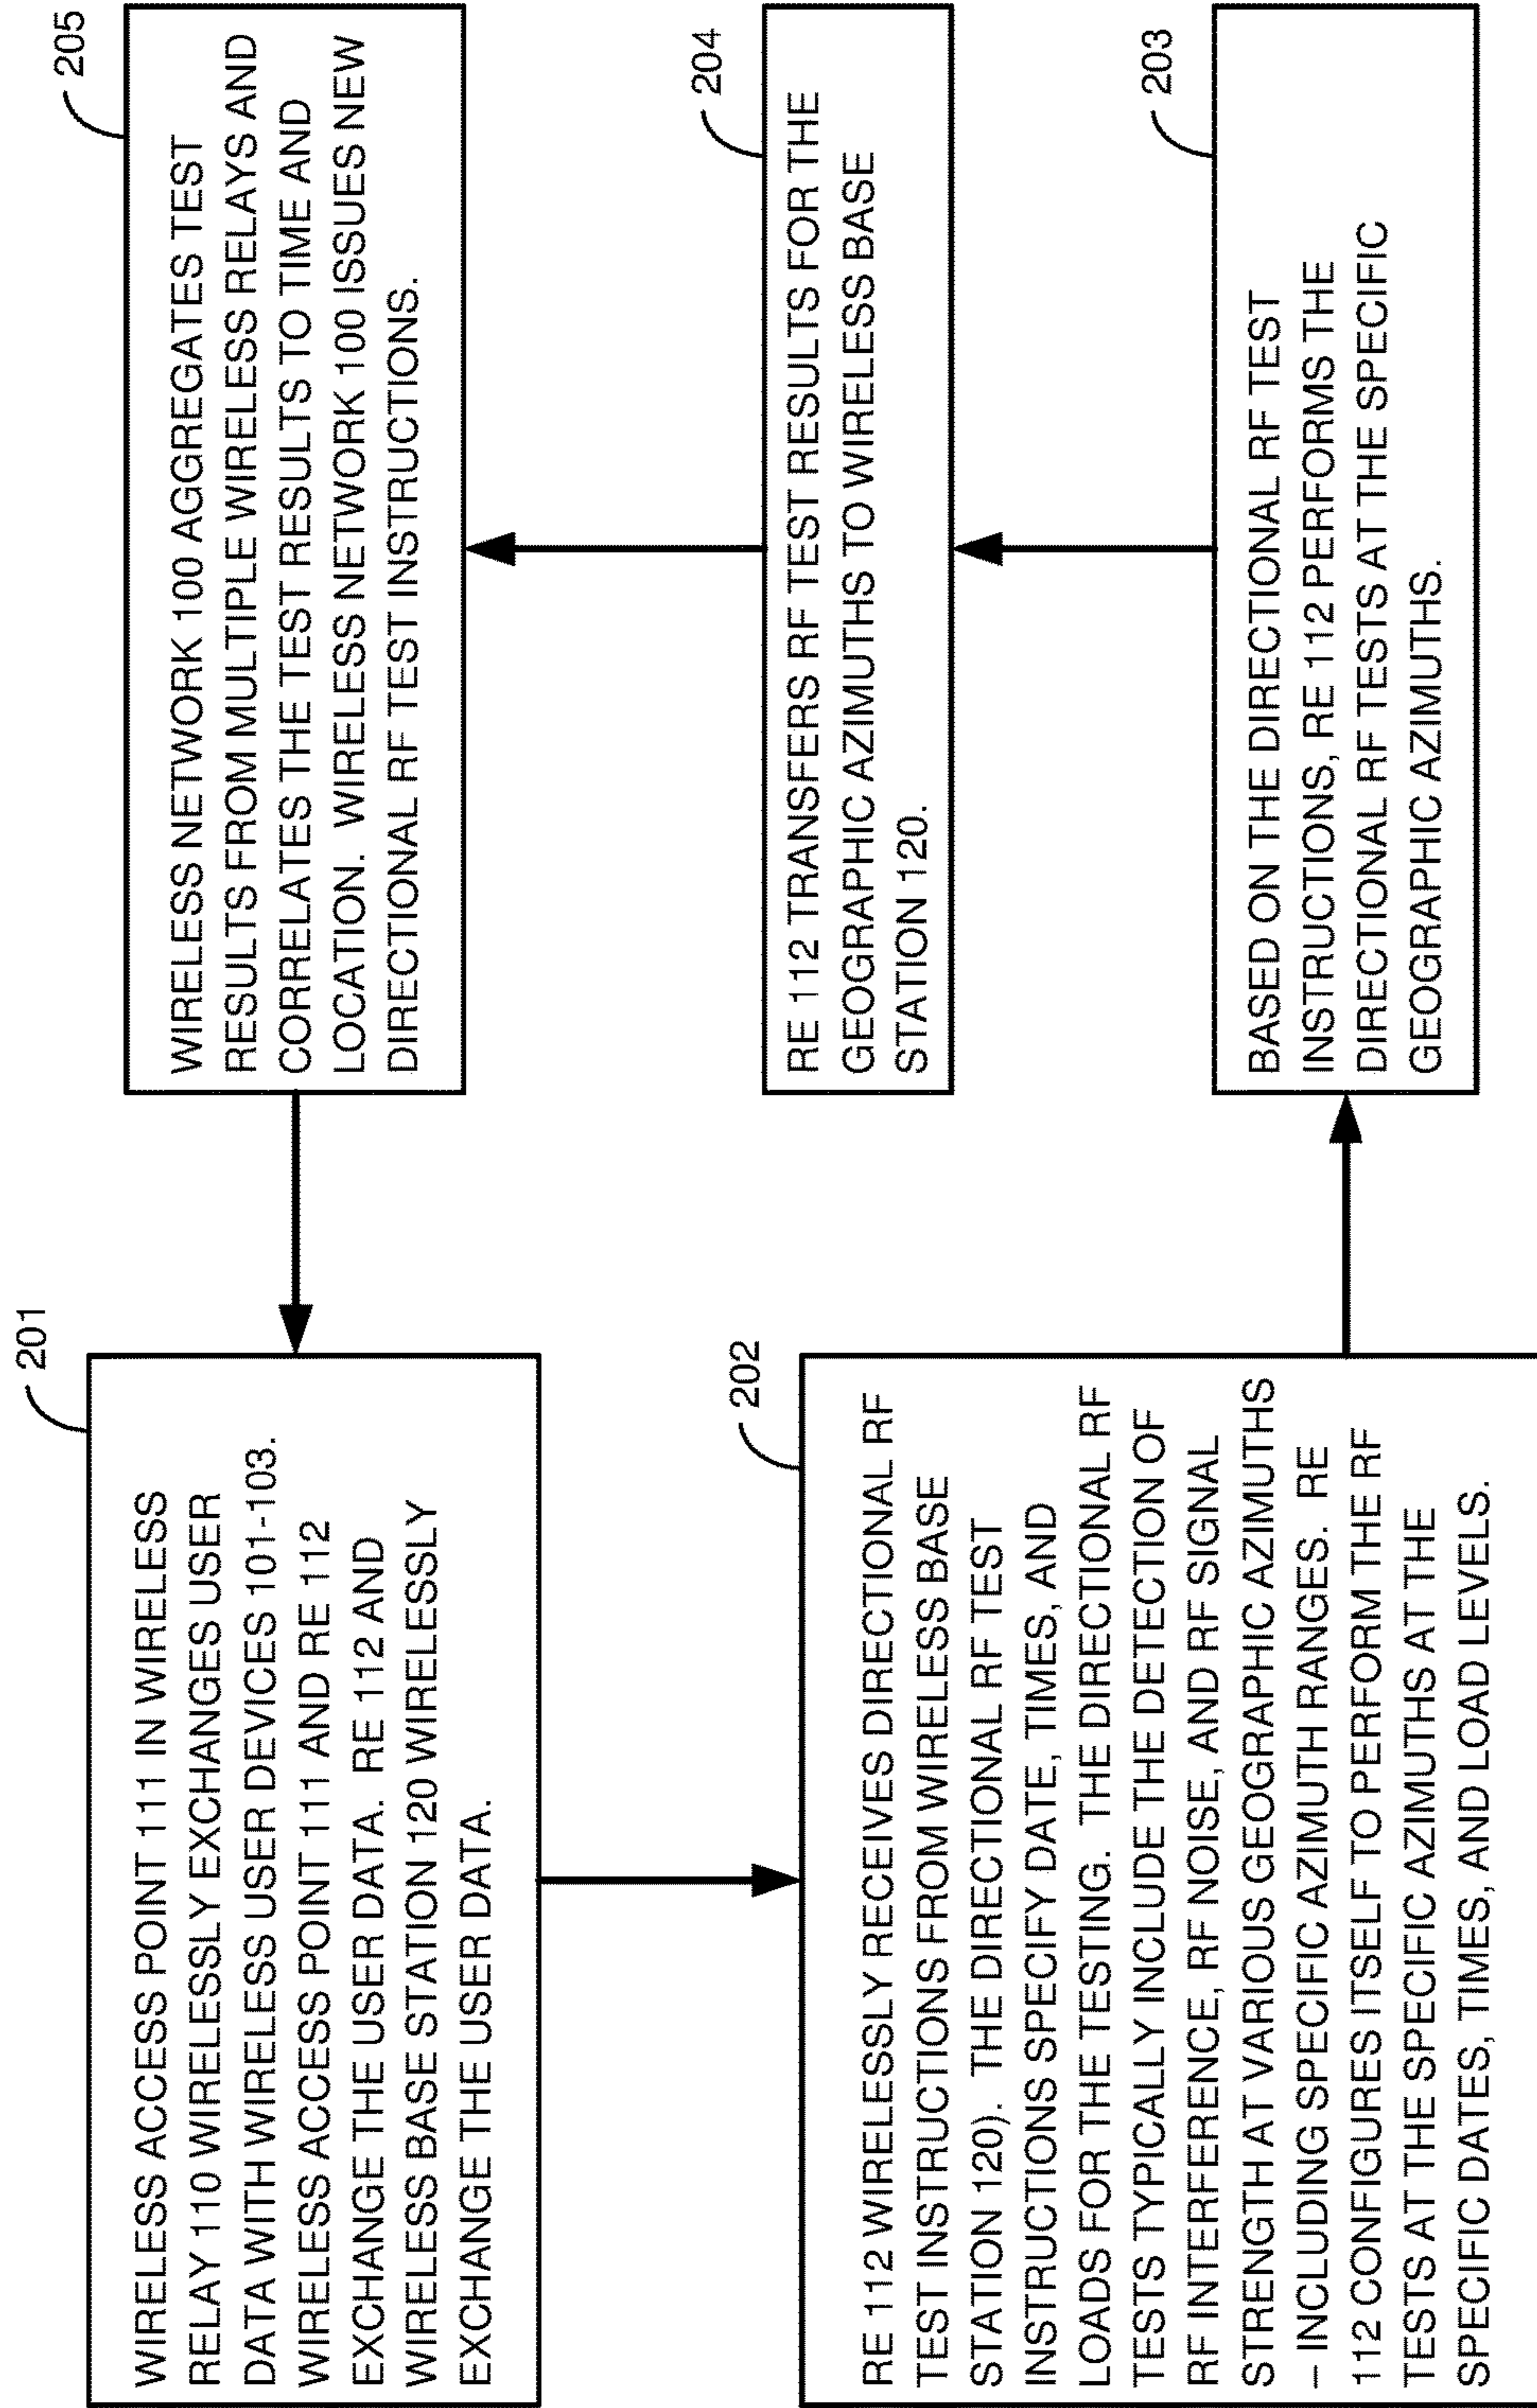 201
WIRELESS ACCESS POINT 111 IN WIRELESS
RELAY 110 WIRELESSLY EXCHANGES USER
DATA WITH WIRELESS USER DEVICES 101-103.
WIRELESS ACCESS POINT 111 AND RE 112
EXCHANGE THE USER DATA. RE 112 AND
WIRELESS BASE STATION 120 WIRELESSLY
EXCHANGE THE USER DATA.
202
RE 112 WIRELESSLY RECEIVES DIRECTIONAL RF
TEST INSTRUCTIONS FROM WIRELESS BASE
STATION 120). THE DIRECTIONAL RF TEST
INSTRUCTIONS SPECIFY DATE, TIMES, AND
LOADS FOR THE TESTING. THE DIRECTIONAL RF
TESTS TYPICALLY INCLUDE THE DETECTION OF
RF INTERFERENCE, RF NOISE, AND RF SIGNAL
STRENGTH AT VARIOUS GEOGRAPHIC AZIMUTHS
– INCLUDING SPECIFIC AZIMUTH RANGES. RE
112 CONFIGURES ITSELF TO PERFORM THE RF
TESTS AT THE SPECIFIC AZIMUTHS AT THE
SPECIFIC DATES, TIMES, AND LOAD LEVELS.
203
BASED ON THE DIRECTIONAL RF TEST
INSTRUCTIONS, RE 112 PERFORMS THE
DIRECTIONAL RF TESTS AT THE SPECIFIC
GEOGRAPHIC AZIMUTHS.
204
RE 112 TRANSFERS RF TEST RESULTS FOR THE
GEOGRAPHIC AZIMUTHS TO WIRELESS BASE
STATION 120.
205
WIRELESS NETWORK 100 AGGREGATES TEST
RESULTS FROM MULTIPLE WIRELESS RELAYS AND
CORRELATES THE TEST RESULTS TO TIME AND
LOCATION. WIRELESS NETWORK 100 ISSUES NEW
DIRECTIONAL RF TEST INSTRUCTIONS.